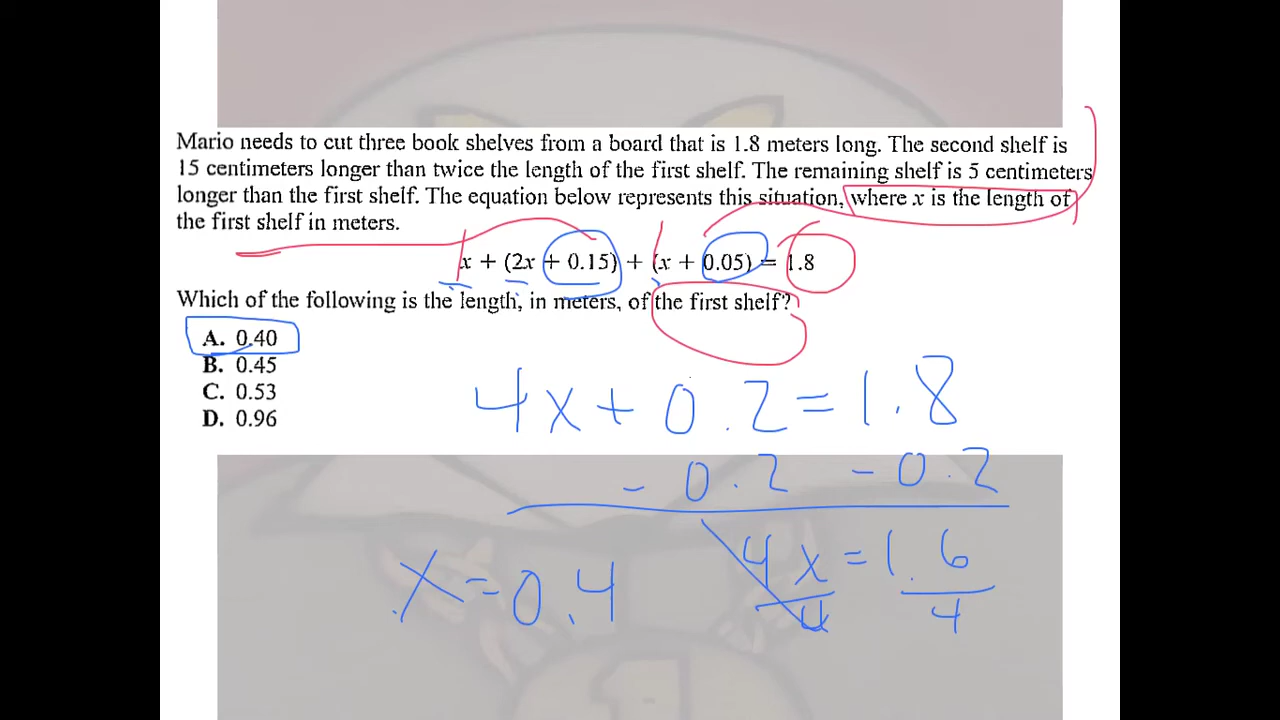 Mario needs to cut three book shelves from a board that is 1.8 meters long. The second shelf is
15 centimeters longer than twice the length of the first shelf. The remaining shelf is 5 centimeters
longer than the first shelf. The equation below represents this situation, where x is the length of
the first shelf in meters.
x + (2x + 0.15) + (x + 0.05) = 1.8
Which of the following is the length, in meters, of the first shelf?
A. 0.40
B. 0.45
C. 0.53
D. 0.96
4x + 0.2 = 1.8
- 0.2 - 0.2
4x = 1.6
4 4
x = 0.4